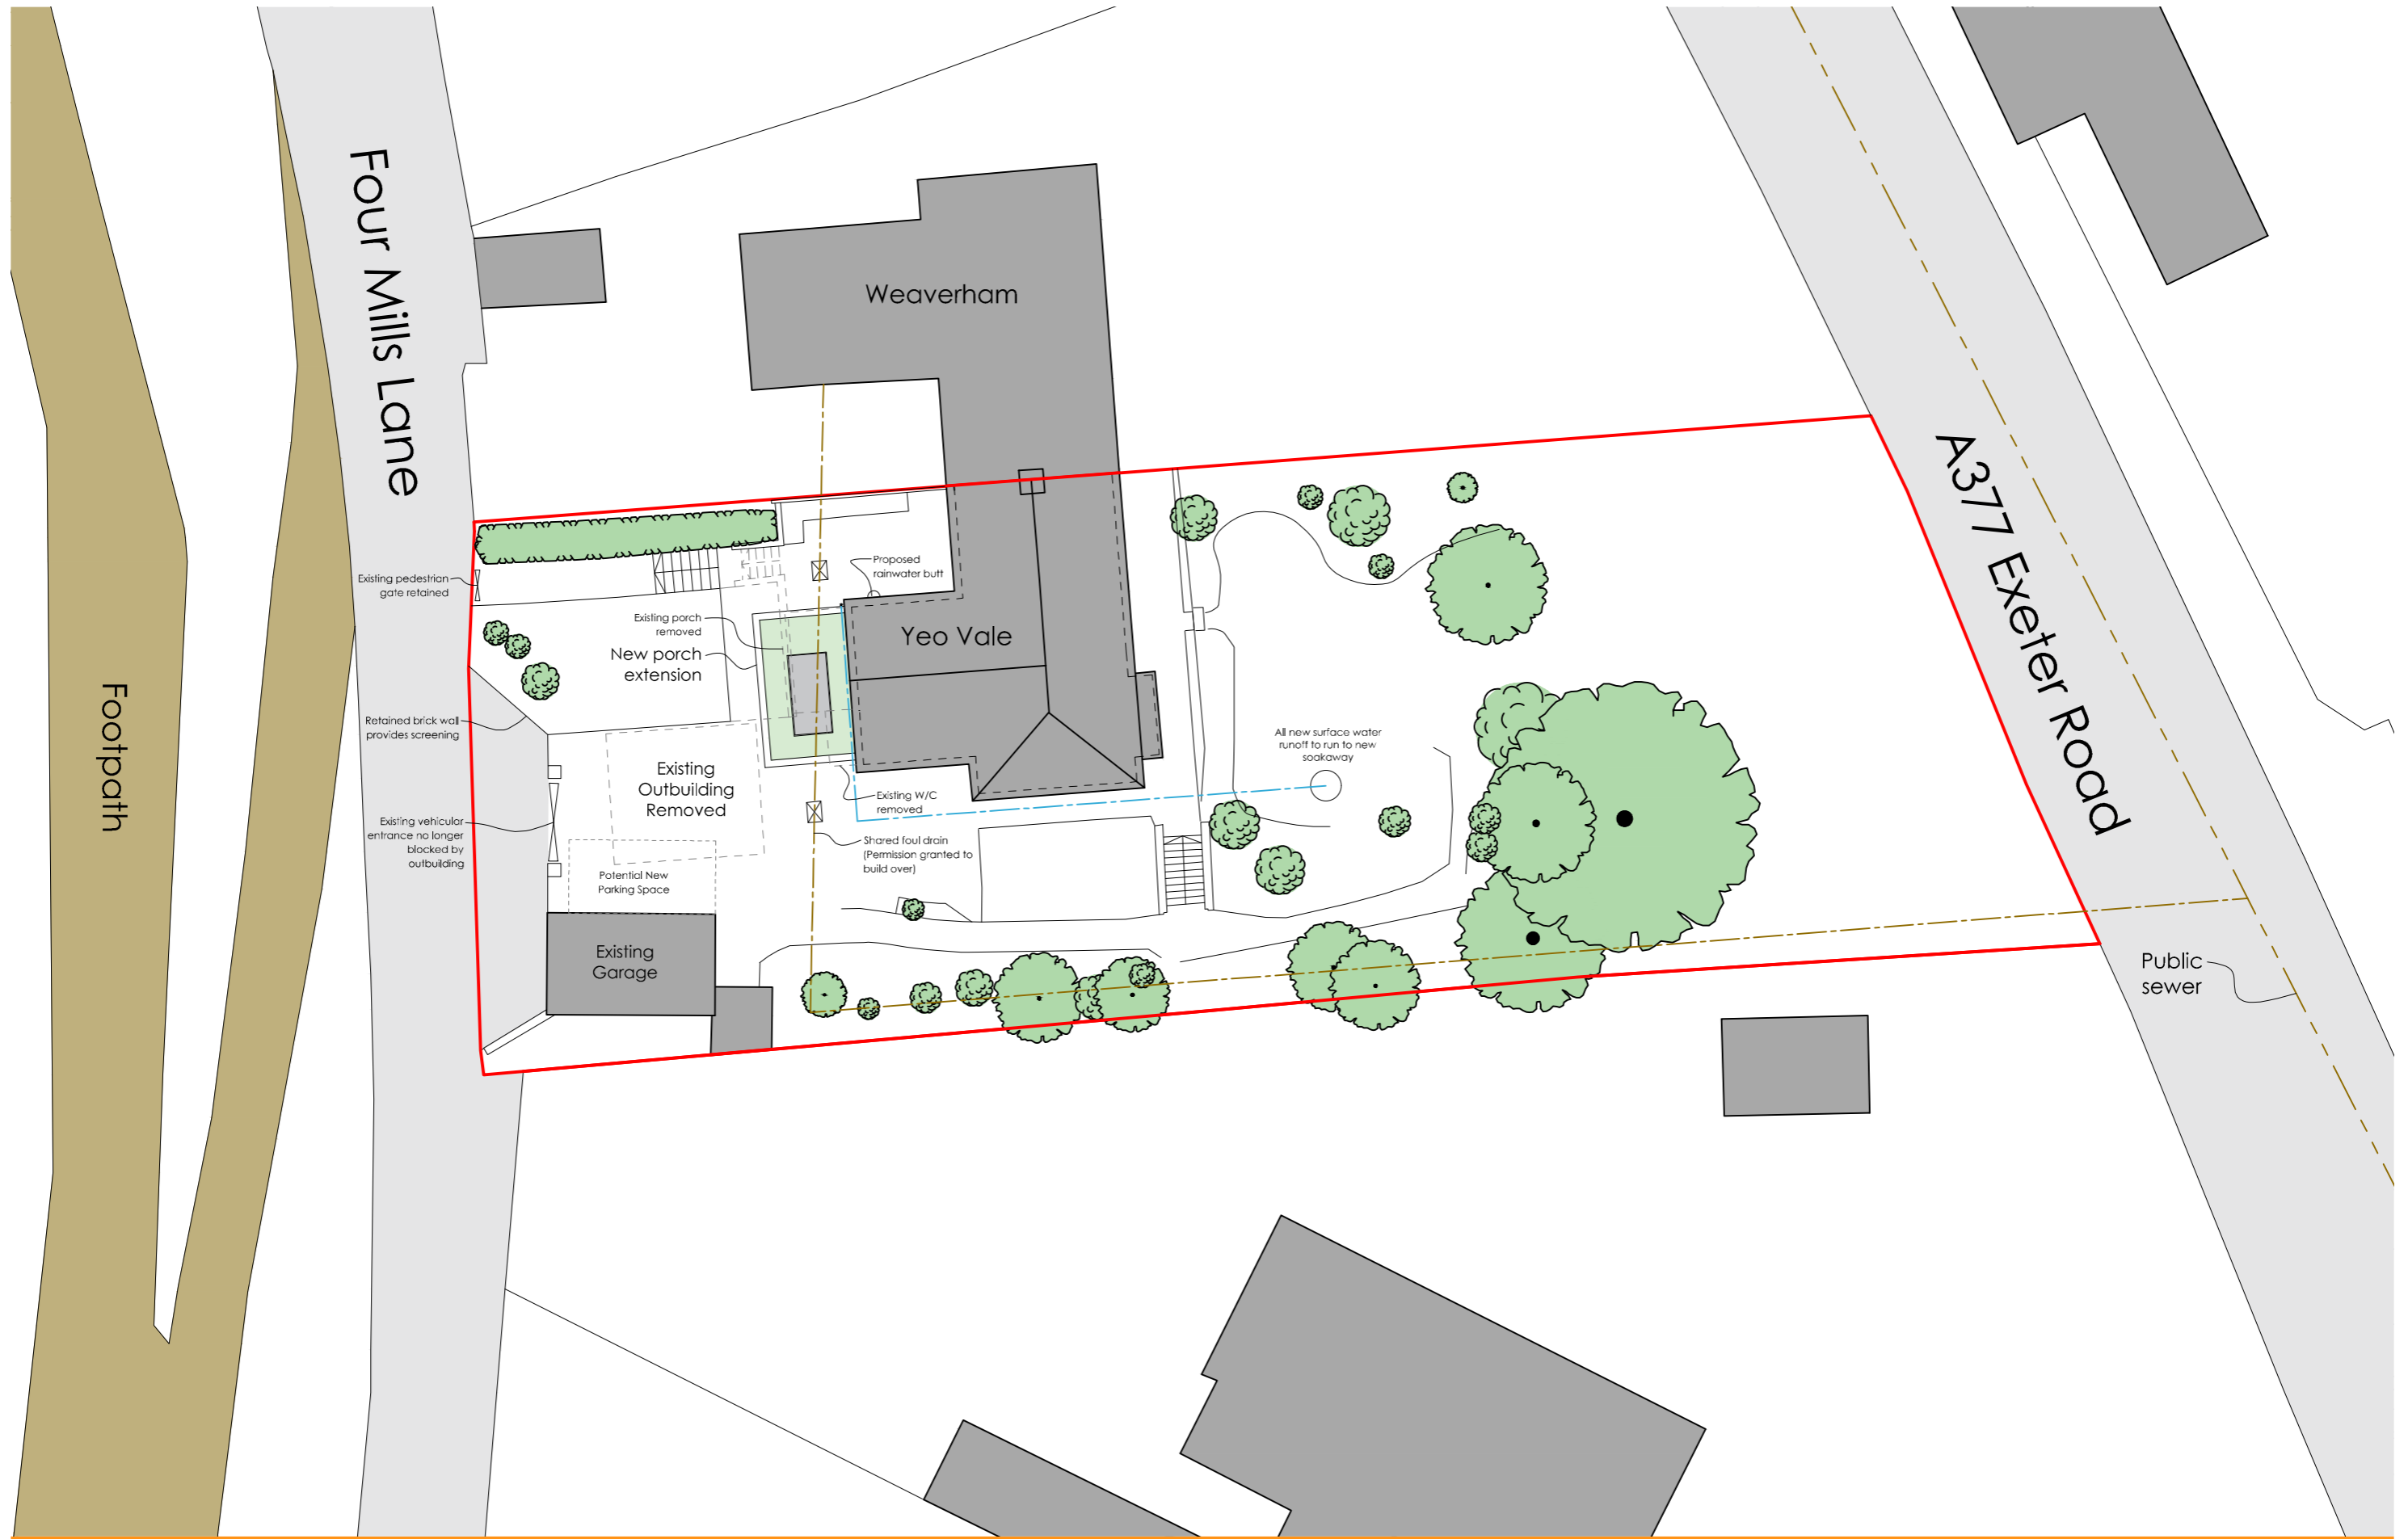 Four Mills Lane
Weaverham
A377 Exeter Road
Existing pedestrian
gate retained
Proposed
rainwater butt
Existing porch
removed
New porch
extension
Yeo Vale
Footpath
Retained brick wall
provides screening
All new surface water
runoff to run to new
soakaway
Existing
Outbuilding
Removed
Existing W/C
removed
Existing vehicular
entrance no longer
blocked by
outbuilding
Shared foul drain
(Permission granted to
build over)
Potential New
Parking Space
Existing
Garage
Public
sewer